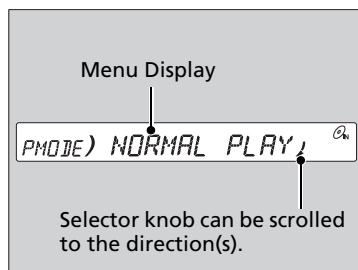 Menu Display
PMODE) NORMAL PLAY,
Selector knob can be scrolled
to the direction(s).